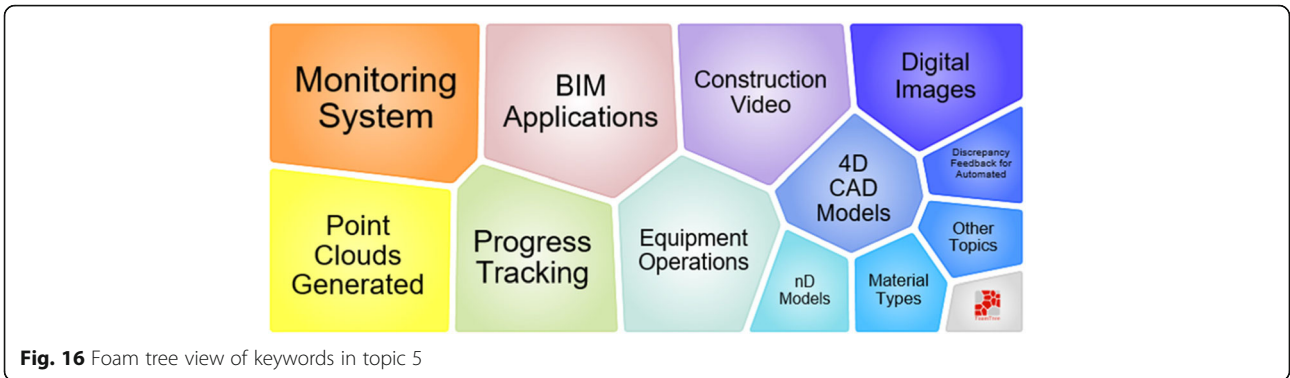 Monitoring
System
BIM
Applications
Construction
Video
Digital
Images
4D
CAD
Models
Discrepancy
Feedback for
Automated
Point
Clouds
Generated
Progress
Tracking
Equipment
Operations
nD
Models
Material
Types
Other
Topics
FoamTree
Fig. 16 Foam tree view of keywords in topic 5